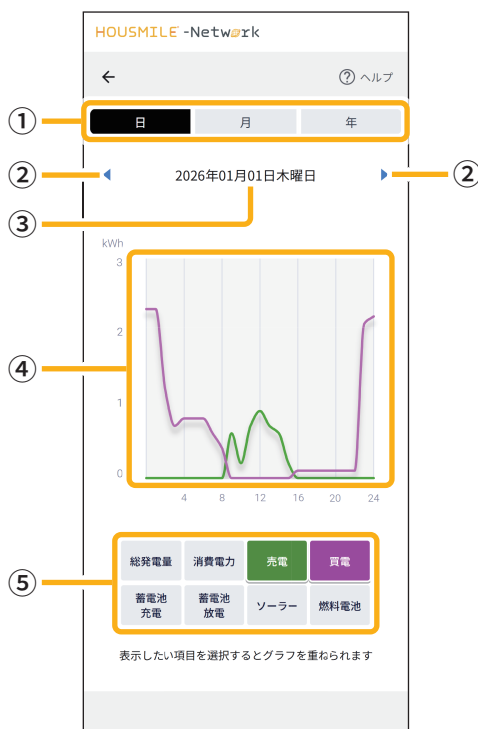 HOUSMILE-Network
← ? ヘルプ
① 日 月 年
② 2026年01月01日木曜日 ②
③
kWh
3
2
④
1
0
4 8 12 16 20 24
総発電量 消費電力 売電 買電
⑤
蓄電池 蓄電池 ソーラー 燃料電池
充電 放電
表示したい項目を選択するとグラフを重ねられます